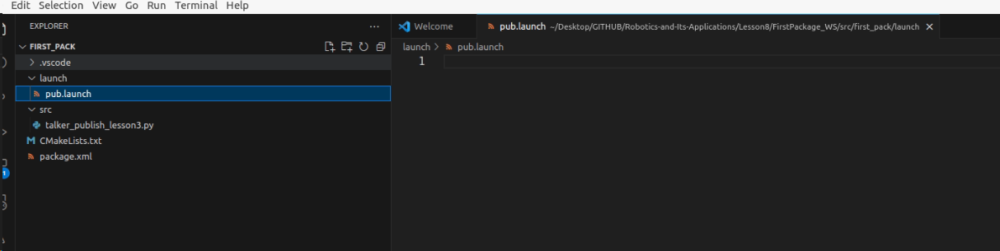 Edit Selection View Go Run Terminal Help
EXPLORER
Welcome
pub.launch ~/Desktop/GITHUB/Robotics-and-Its-Applications/Lesson8/FirstPackage_WS/src/first_pack/launch
FIRST_PACK
launch > pub.launch
.vscode
1
launch
pub.launch
src
talker_publish_lesson3.py
CMakeLists.txt
package.xml